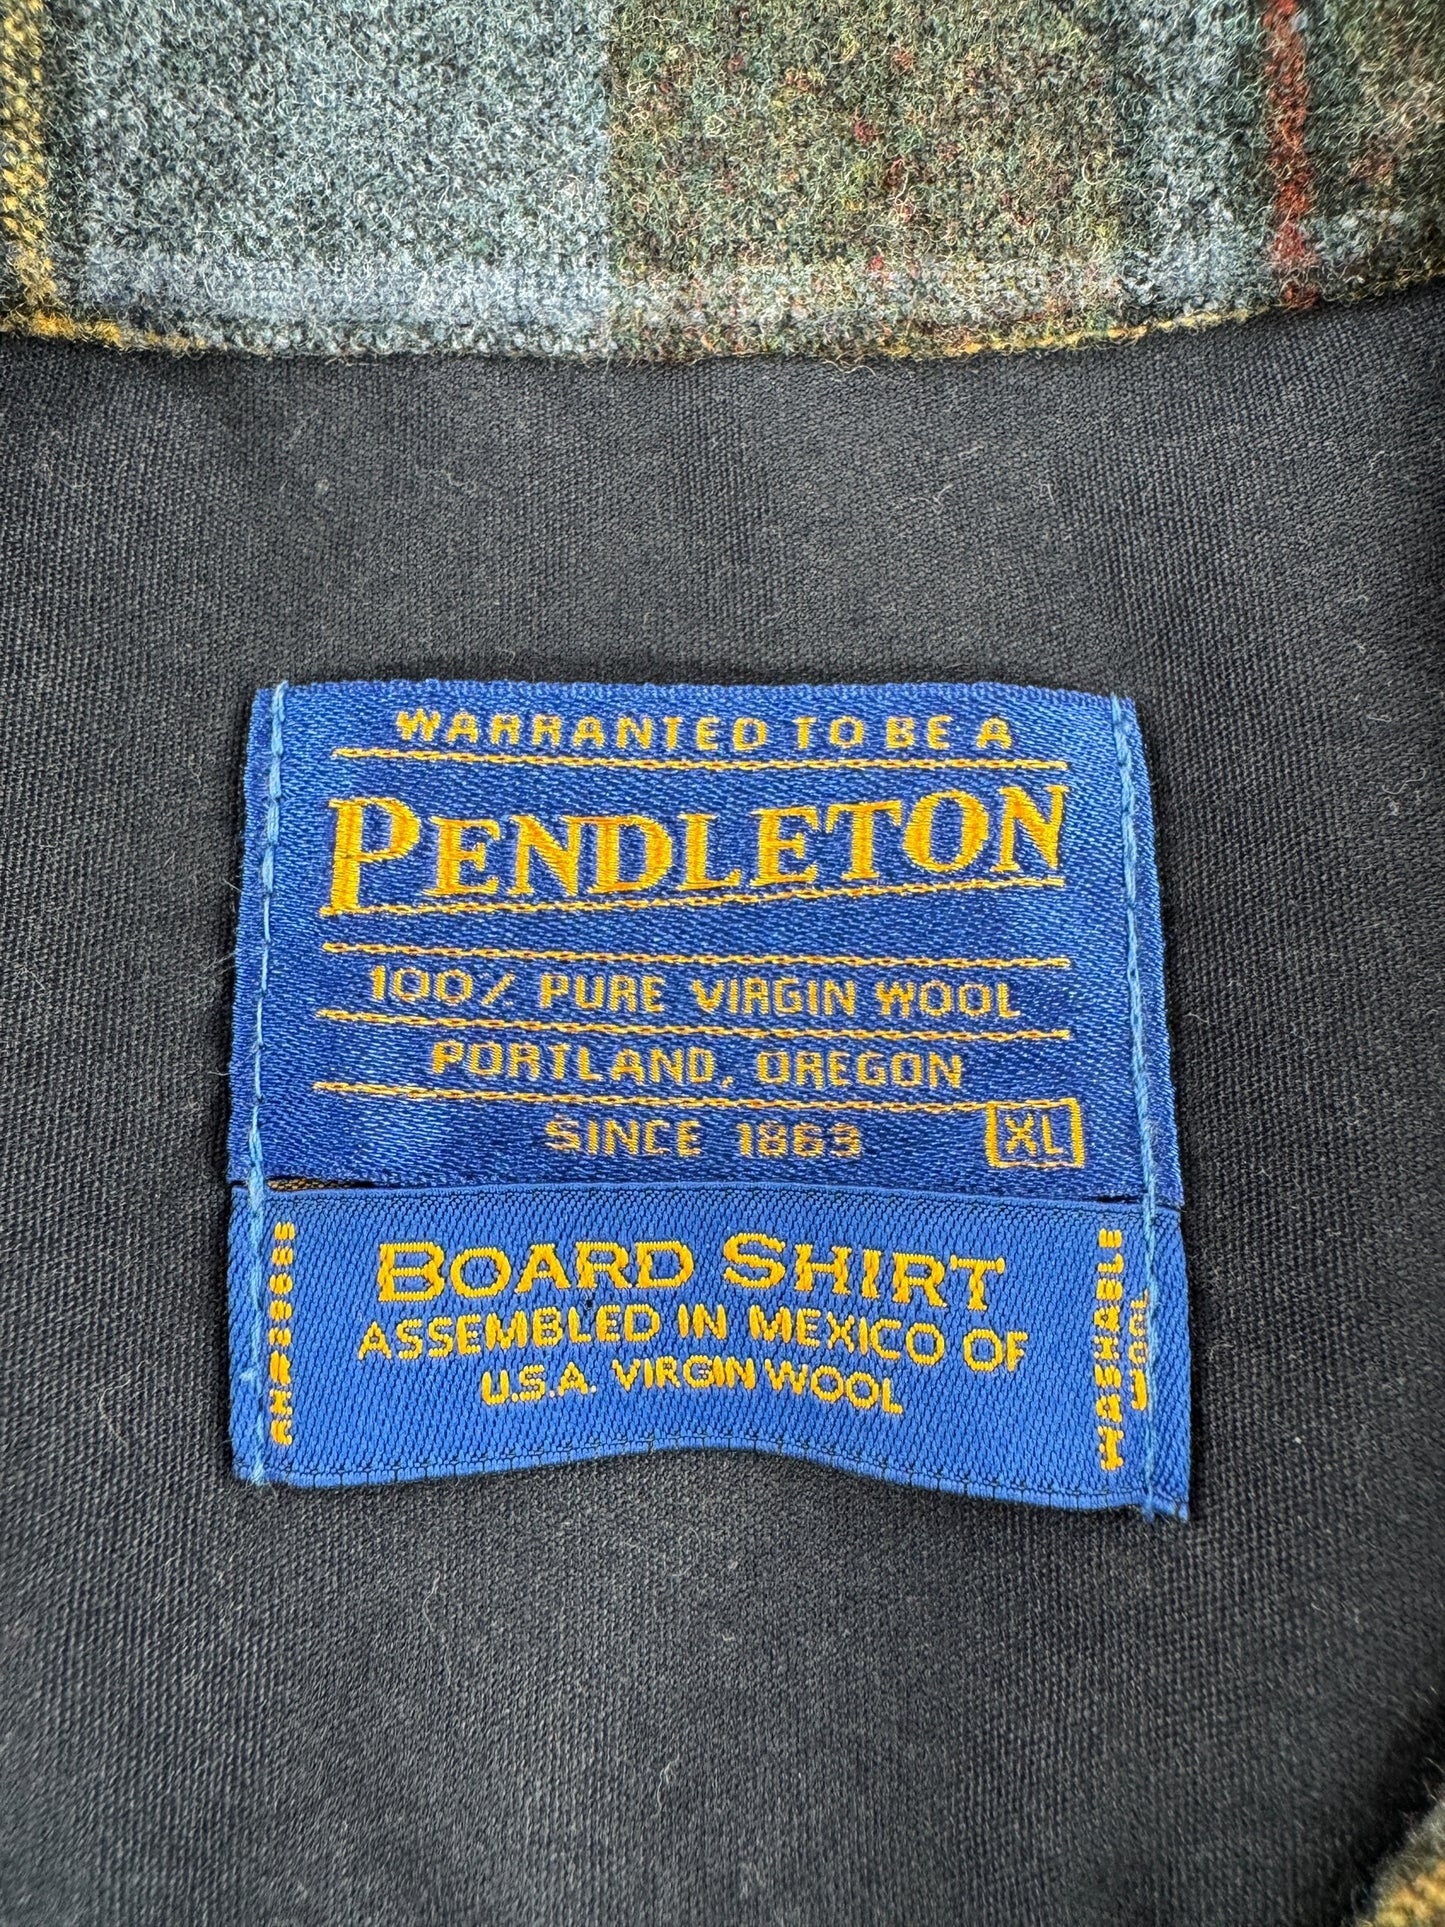 WARRANTED TO BE A
PENDLETON
100% PURE VIRGIN WOOL
PORTLAND, OREGON
SINCE 1863
XL
BOARD SHIRT
ASSEMBLED IN MEXICO OF
U.S.A. VIRGIN WOOL
WASHABLE
WOOL